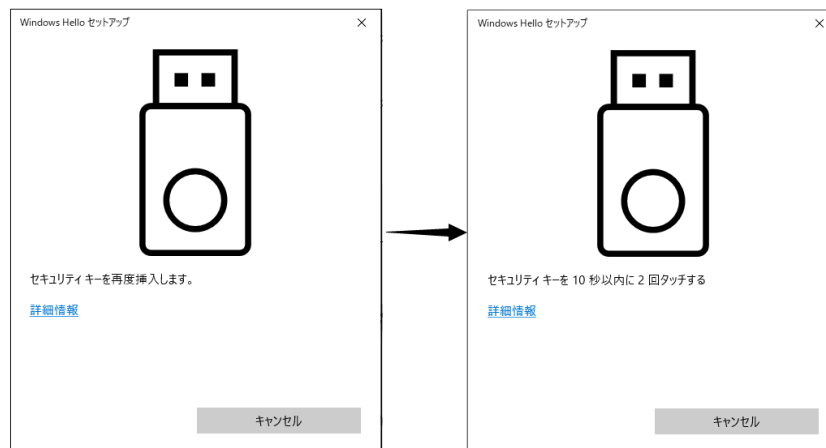 Windows Hello セットアップ
セキュリティ キーを再度挿入します。
詳細情報
キャンセル
Windows Hello セットアップ
セキュリティ キーを 10 秒以内に 2 回タッチする
詳細情報
キャンセル